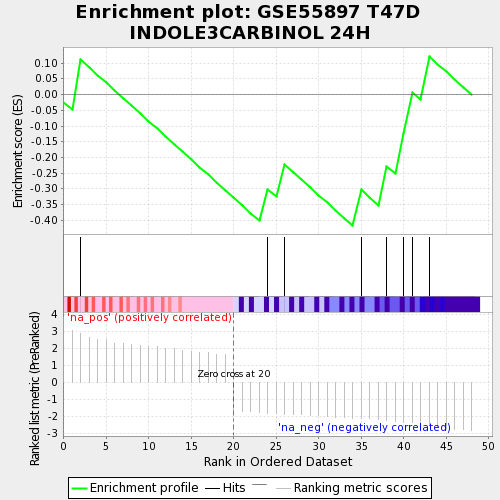 Enrichment plot: GSE55897 T47D
INDOLE3CARBINOL 24H
Enrichment score (ES)
0.10
0.05
0.00
-0.05
-0.10
-0.15
-0.20
-0.25
-0.30
-0.35
-0.40
'na_pos' (positively correlated)
Ranked list metric (PreRanked)
4
3
2
1
0
-1
-2
-3
Zero cross at 20
'na_neg' (negatively correlated)
0 5 10 15 20 25 30 35 40 45 50
Rank in Ordered Dataset
Enrichment profile Hits Ranking metric scores